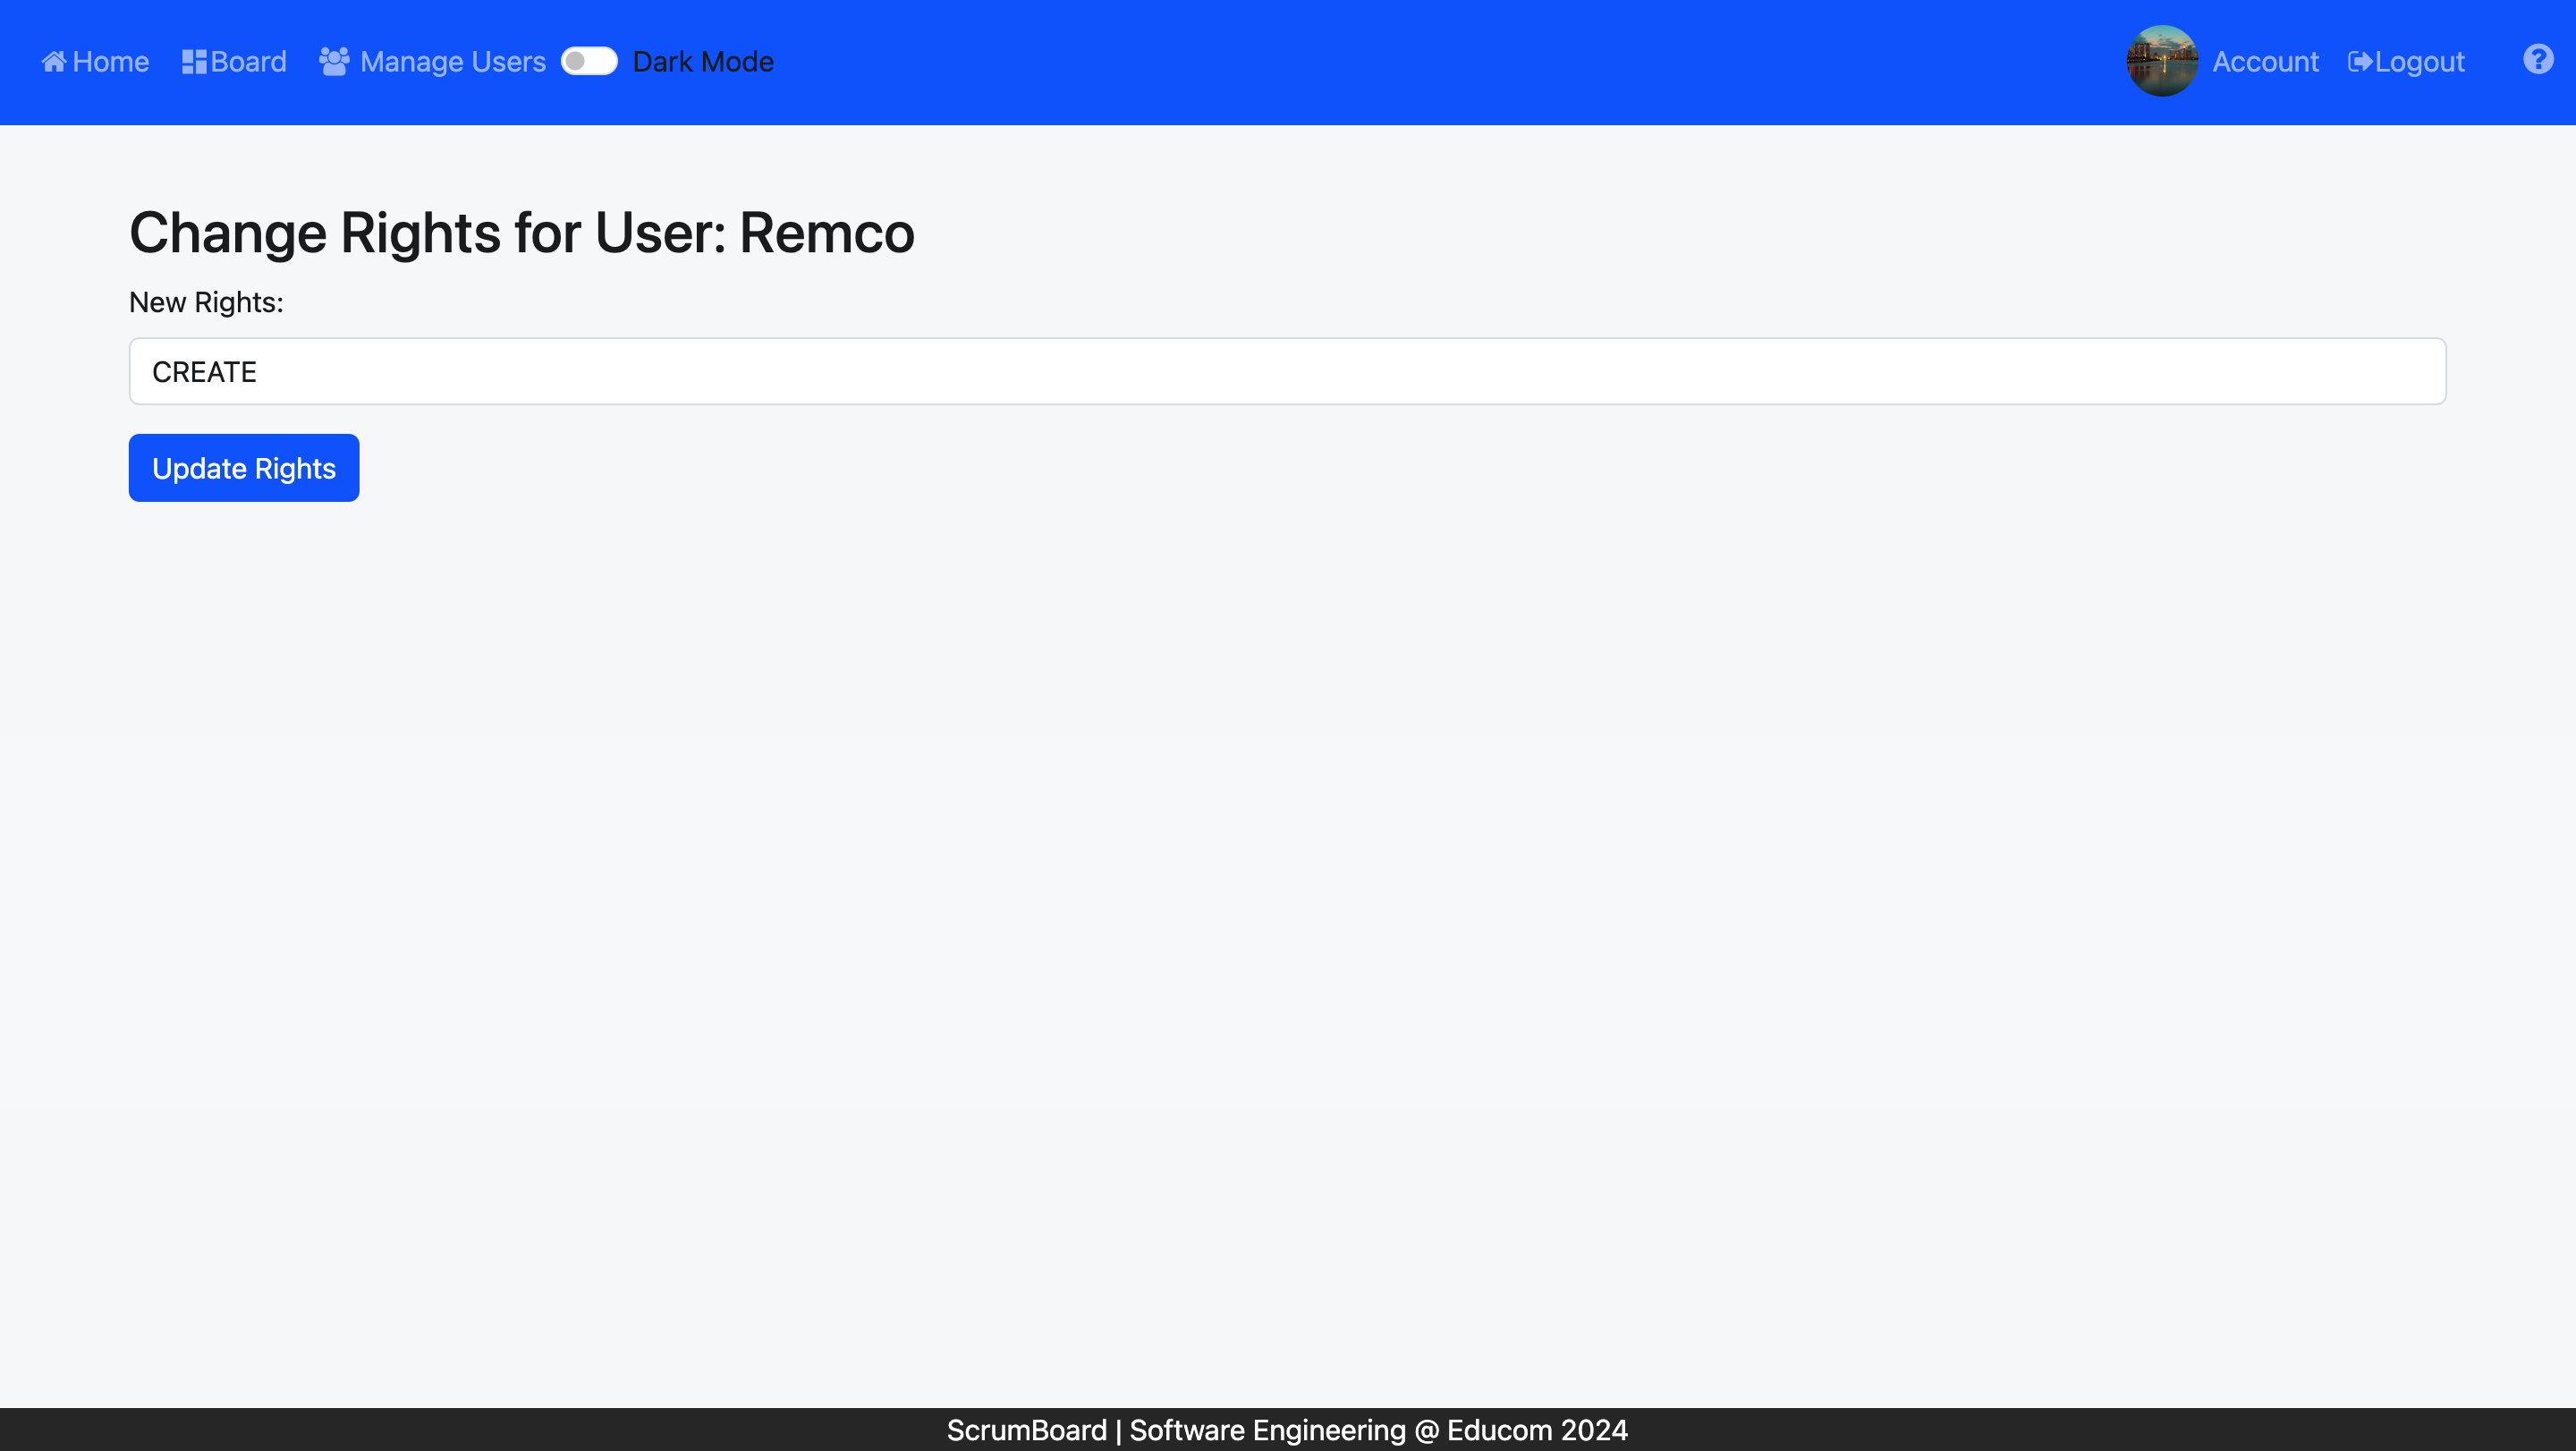 Home Board Manage Users Dark Mode Account Logout ?
Change Rights for User: Remco
New Rights:
CREATE
Update Rights
ScrumBoard | Software Engineering @ Educom 2024